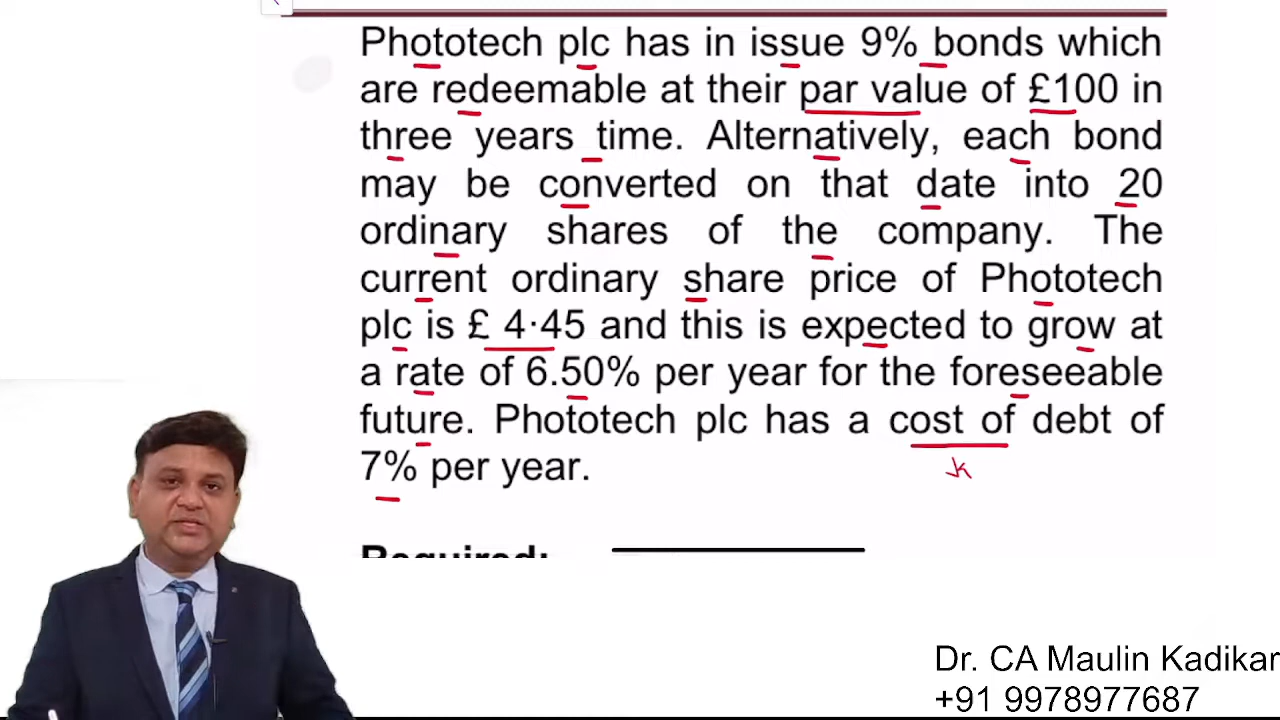 Phototech plc has in issue 9% bonds which
are redeemable at their par value of £100 in
three years time. Alternatively, each bond
may be converted on that date into 20
ordinary shares of the company. The
current ordinary share price of Phototech
plc is £ 4·45 and this is expected to grow at
a rate of 6.50% per year for the foreseeable
future. Phototech plc has a cost of debt of
7% per year.
k
Required:
Dr. CA Maulin Kadikar
+91 9978977687